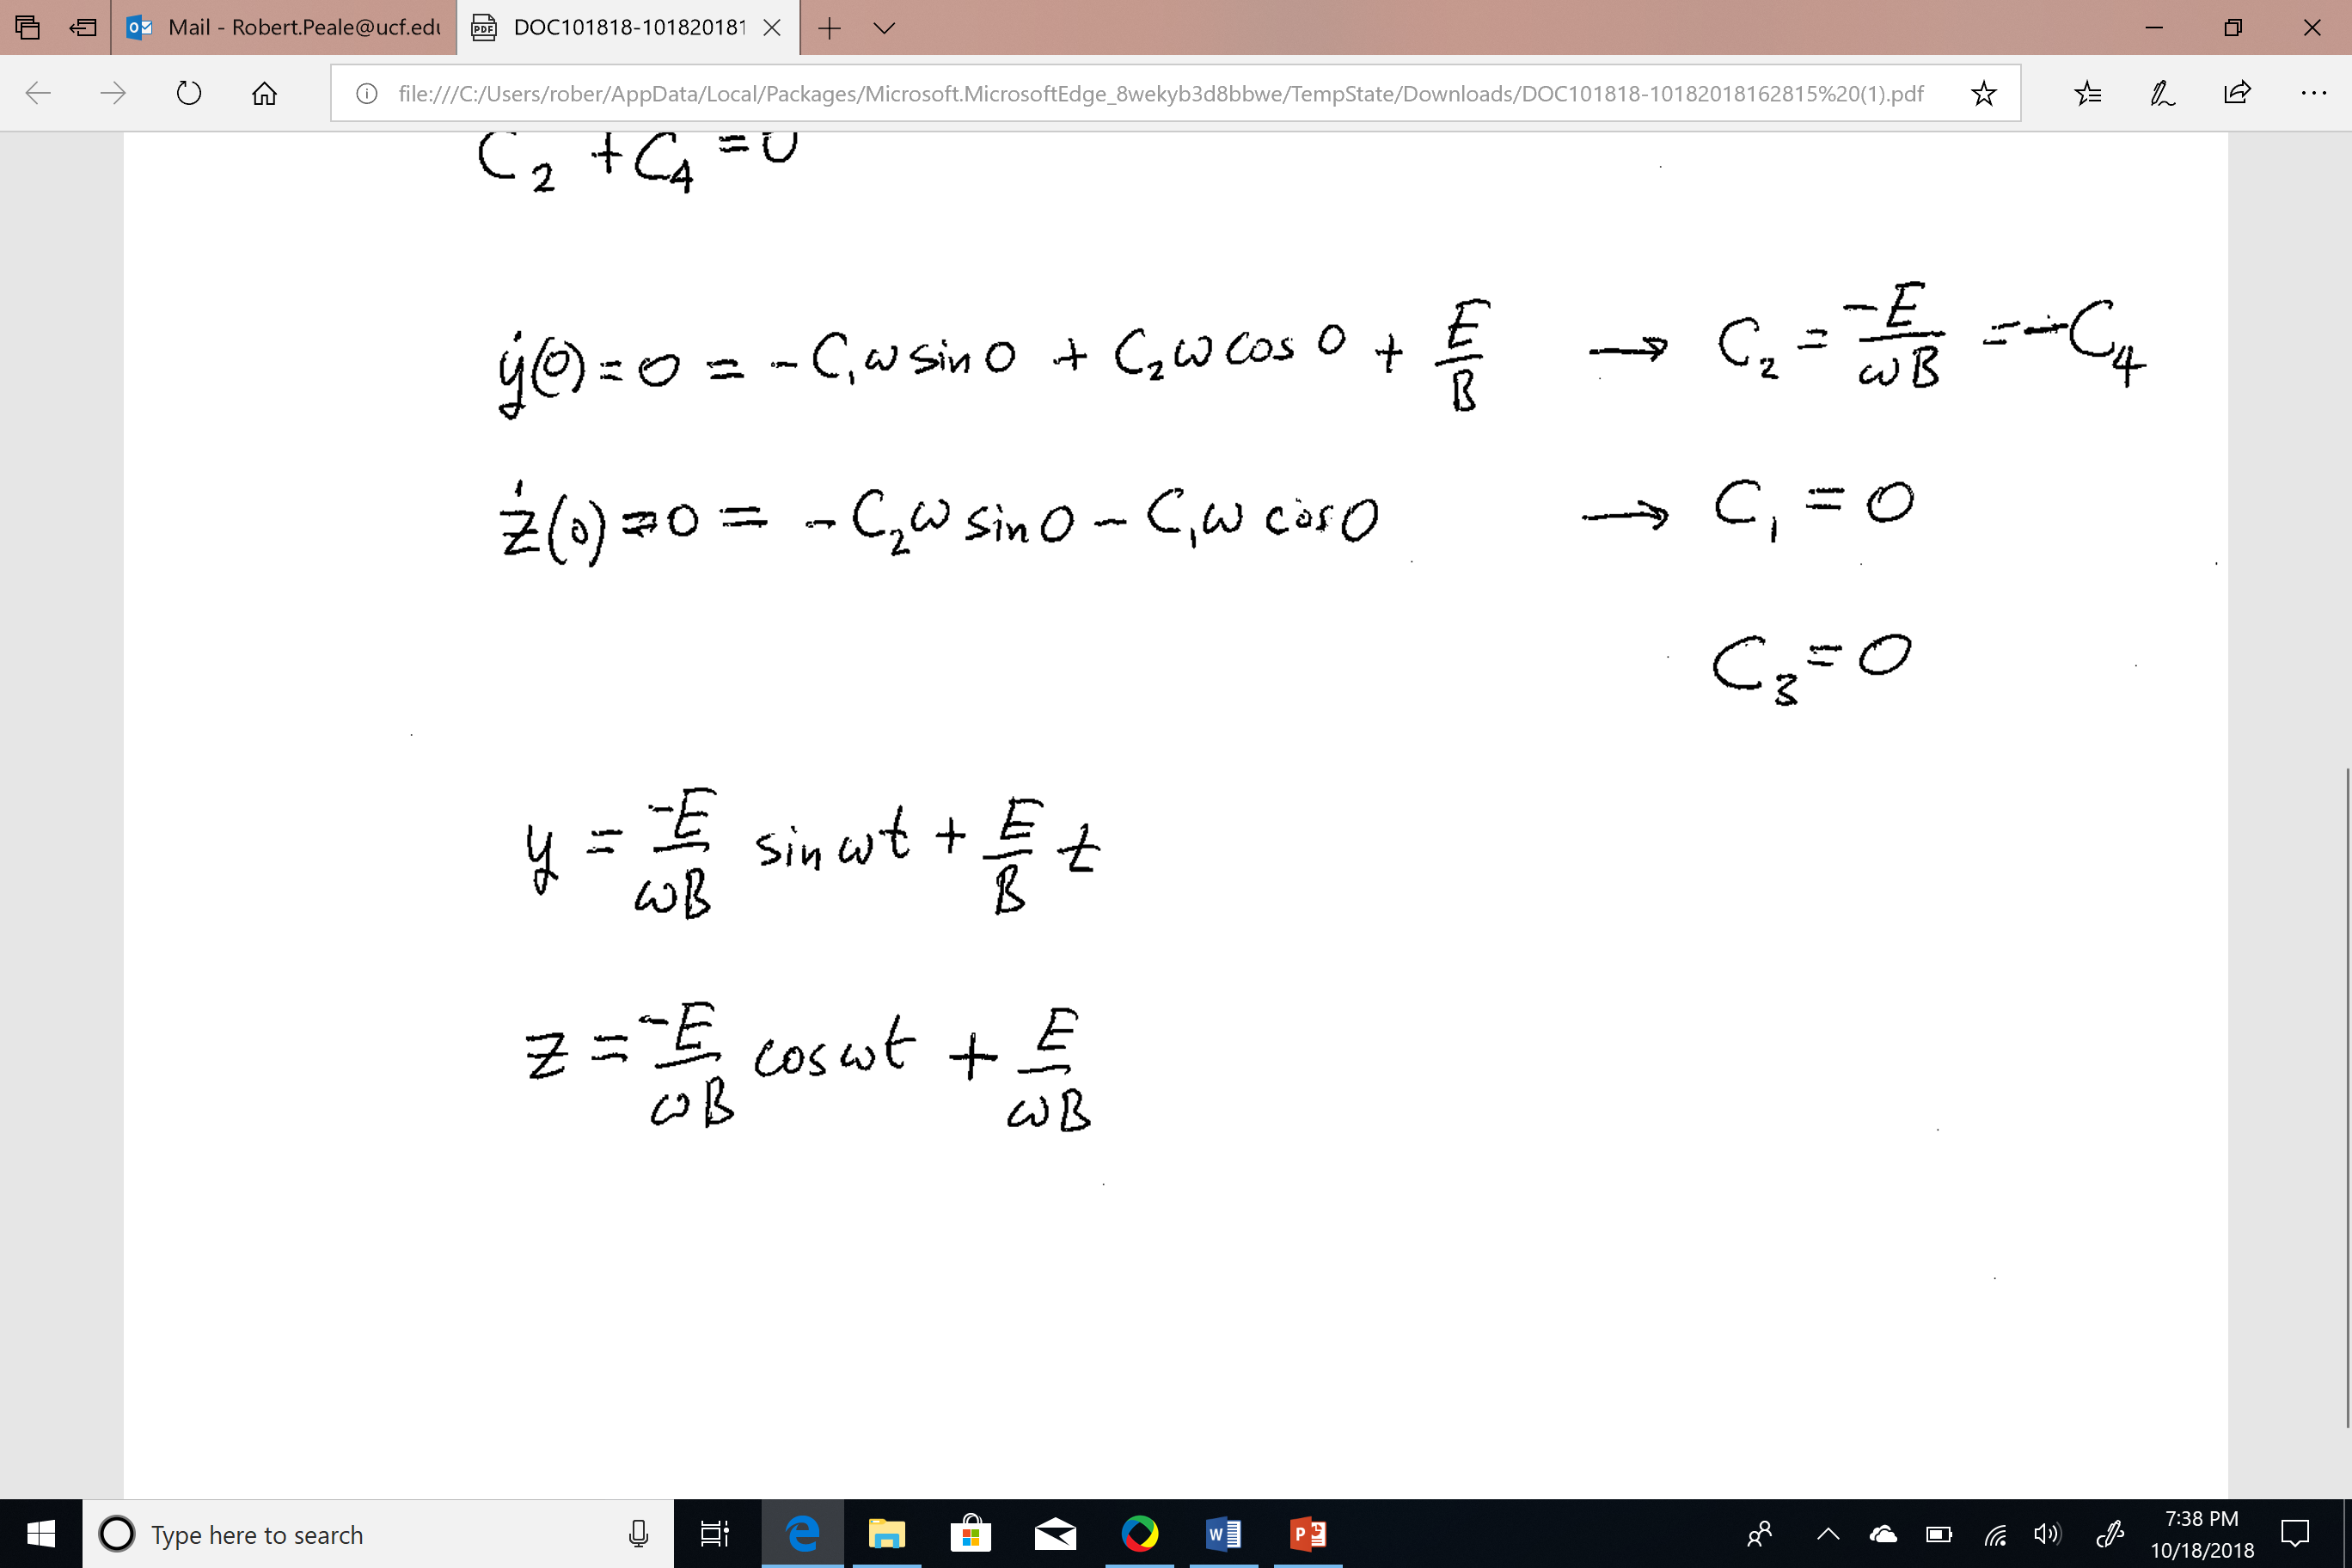 Mail - Robert.Peale@ucf.edu
DOC101818-101820181
file:///C:/Users/rober/AppData/Local/Packages/Microsoft.MicrosoftEdge_8wekyb3d8bbwe/TempState/Downloads/DOC101818-10182018162815%20(1).pdf
C₂ + C₄ = 0
ẏ(0) = 0 = -C₁ω sin 0 + C₂ω cos 0 + E/B → C₂ = -E/ωB = -C₄
ż(0) = 0 = -C₂ω sin 0 - C₁ω cos 0 → C₁ = 0
C₃ = 0
y = -E/ωB sin ωt + E/B t
z = -E/ωB cos ωt + E/ωB
Type here to search
7:38 PM
10/18/2018